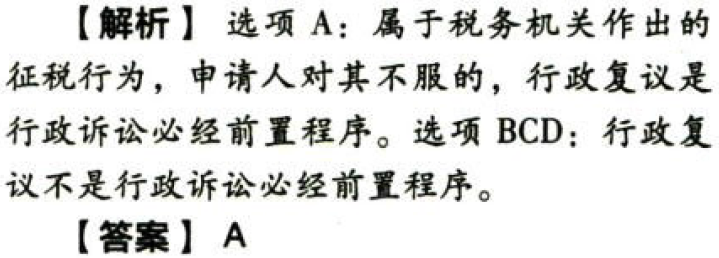 【解析】 选项 A：属于税务机关作出的
征税行为，申请人对其不服的，行政复议是
行政诉讼必经前置程序。选项 BCD：行政复
议不是行政诉讼必经前置程序。
【答案】 A